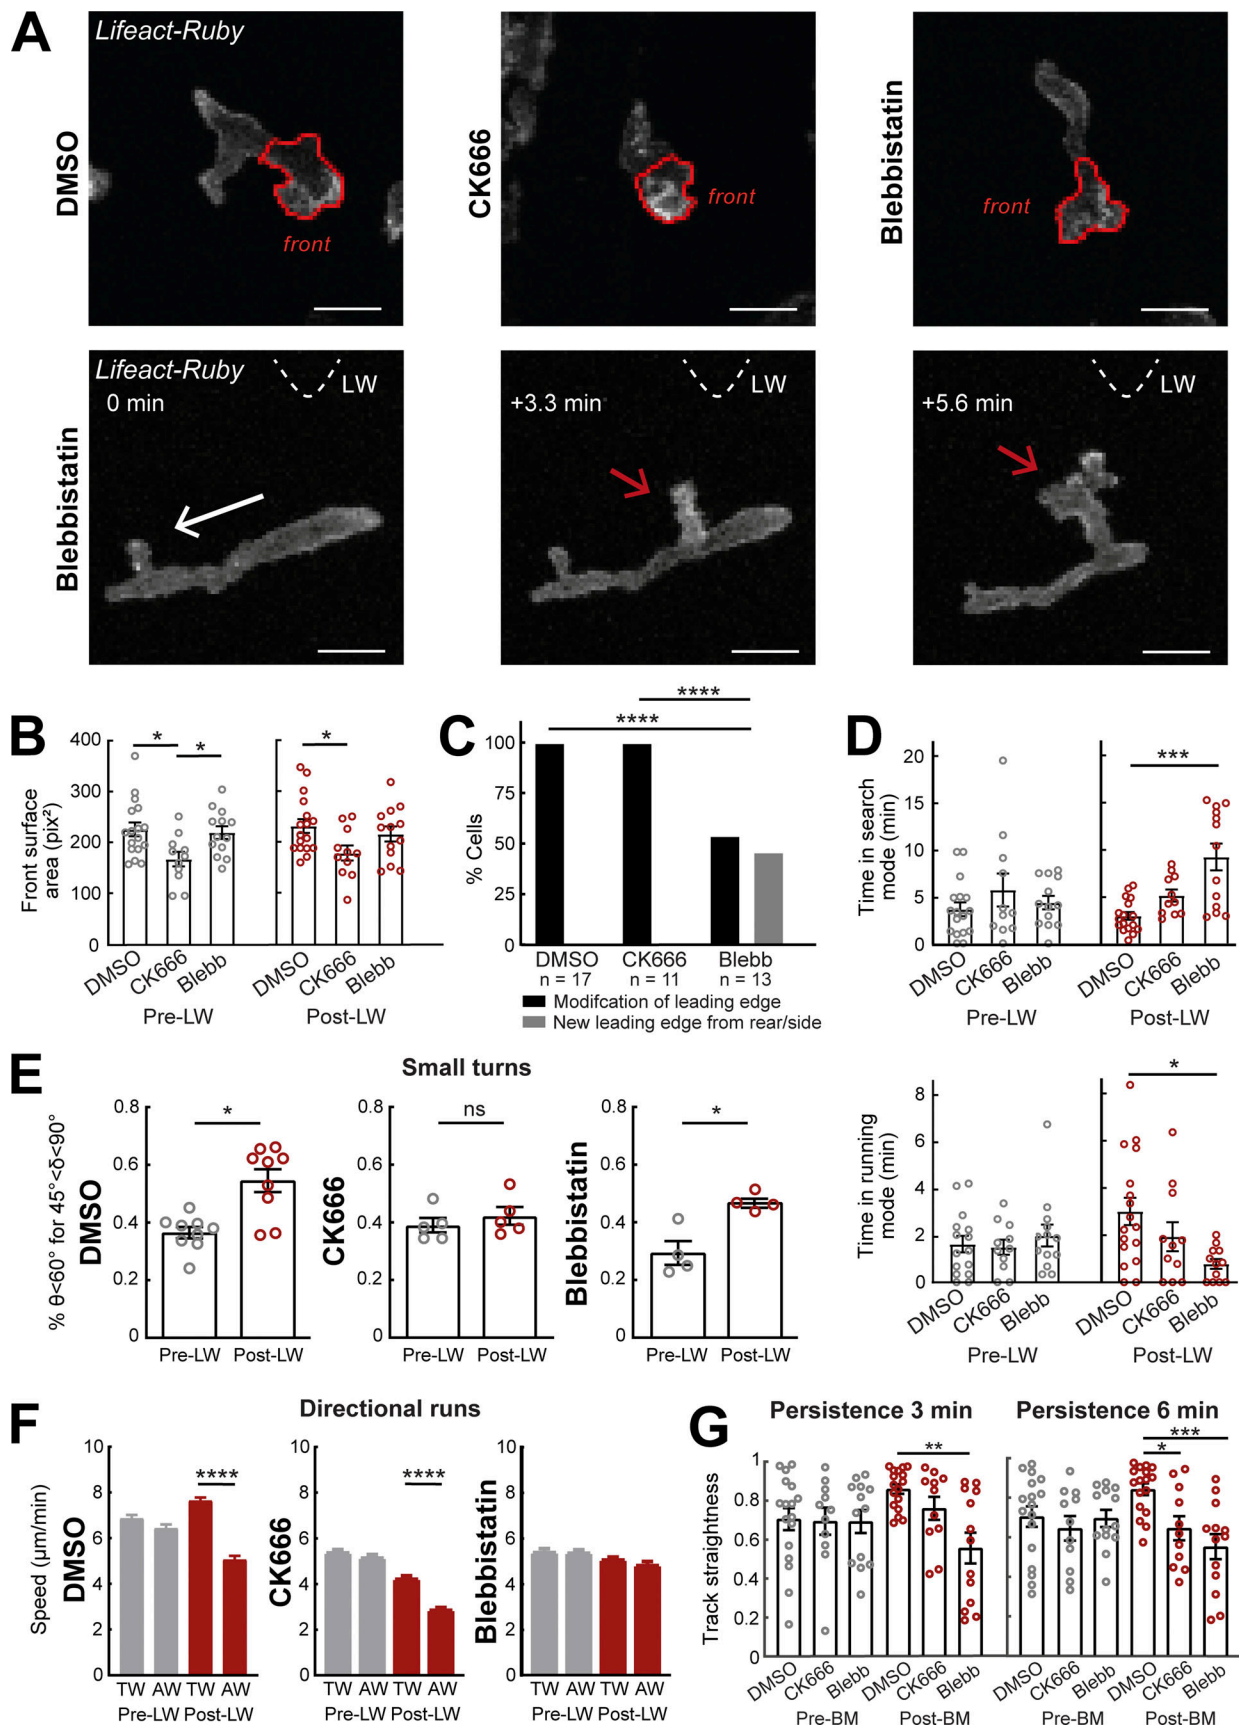 A
Lifeact-Ruby
DMSO
front
CK666
front
Blebbistatin
front
Lifeact-Ruby
0 min
LW
Blebbistatin
+3.3 min
LW
+5.6 min
LW
B
Front surface
area (pix²)
400
300
200
100
0
*
*
*
DMSO
CK666
Blebb
DMSO
CK666
Blebb
Pre-LW
Post-LW
C
% Cells
100
75
50
25
0
****
****
DMSO
CK666
Blebb
n = 17
n = 11
n = 13
Modifcation of leading edge
New leading edge from rear/side
D
Time in search
mode (min)
20
15
10
5
0
***
DMSO
CK666
Blebb
DMSO
CK666
Blebb
Pre-LW
Post-LW
Time in running
mode (min)
8
6
4
2
0
*
DMSO
CK666
Blebb
DMSO
CK666
Blebb
Pre-LW
Post-LW
E
Small turns
% θ<60° for 45°<δ<90°
DMSO
0.8
0.6
0.4
0.2
0
*
Pre-LW
Post-LW
CK666
0.8
0.6
0.4
0.2
0
ns
Pre-LW
Post-LW
Blebbistatin
0.8
0.6
0.4
0.2
0
*
Pre-LW
Post-LW
F
Directional runs
Speed (µm/min)
DMSO
10
8
6
4
2
0
****
TW AW TW AW
Pre-LW Post-LW
CK666
10
8
6
4
2
0
****
TW AW TW AW
Pre-LW Post-LW
Blebbistatin
10
8
6
4
2
0
TW AW TW AW
Pre-LW Post-LW
G
Persistence 3 min
Persistence 6 min
Track straightness
1
0.8
0.6
0.4
0.2
0
**
*
***
DMSO
CK666
Blebb
DMSO
CK666
Blebb
DMSO
CK666
Blebb
DMSO
CK666
Blebb
Pre-BM
Post-BM
Pre-BM
Post-BM